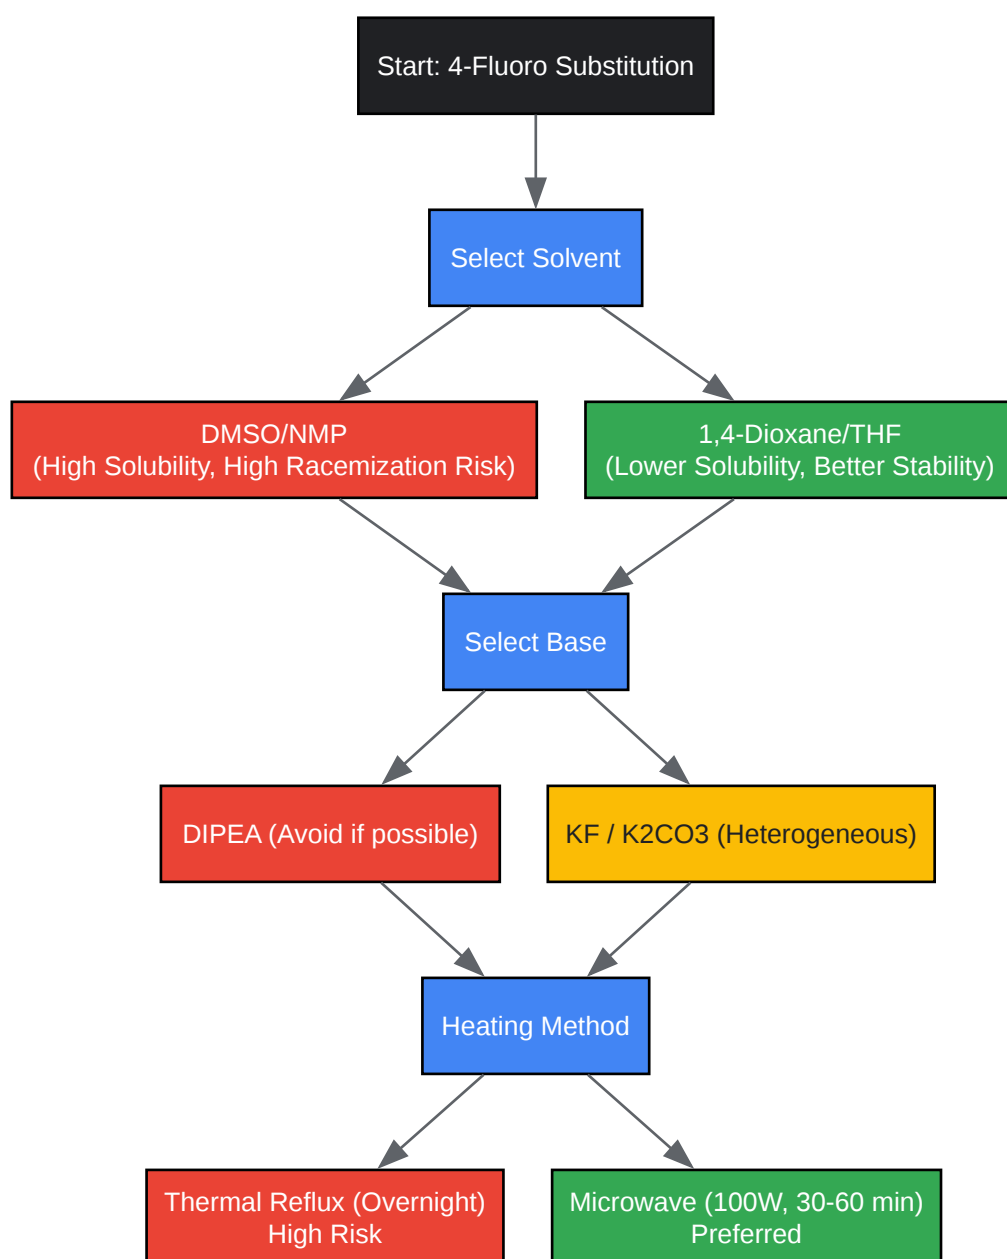 Start: 4-Fluoro Substitution
Select Solvent
DMSO/NMP
(High Solubility, High Racemization Risk)
1,4-Dioxane/THF
(Lower Solubility, Better Stability)
Select Base
DIPEA (Avoid if possible)
KF / K2CO3 (Heterogeneous)
Heating Method
Thermal Reflux (Overnight)
High Risk
Microwave (100W, 30-60 min)
Preferred